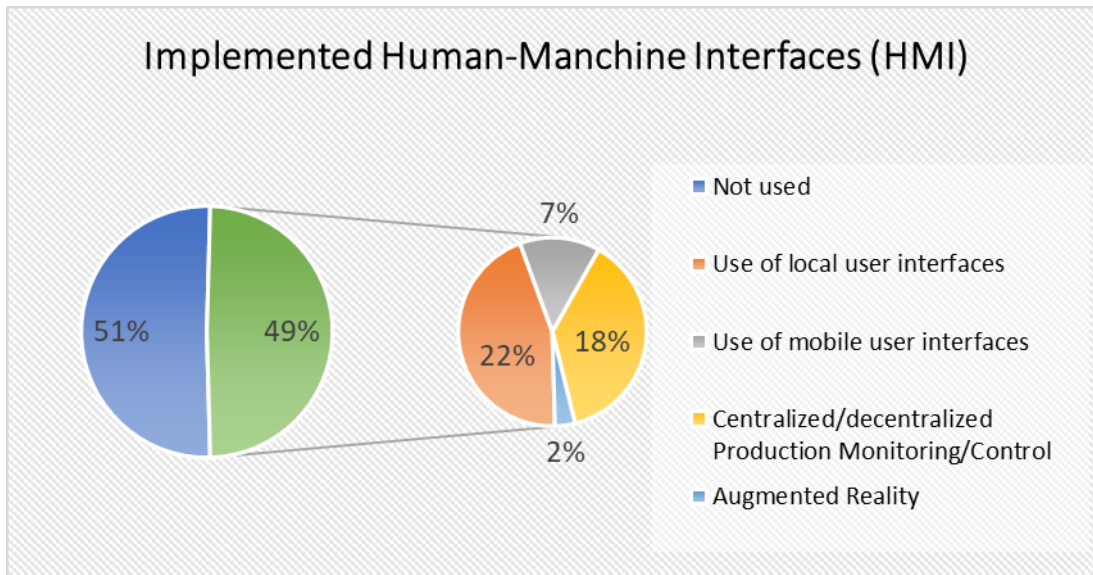 Implemented Human-Manchine Interfaces (HMI)
51%
49%
7%
22%
18%
2%
Not used
Use of local user interfaces
Use of mobile user interfaces
Centralized/decentralized
Production Monitoring/Control
Augmented Reality